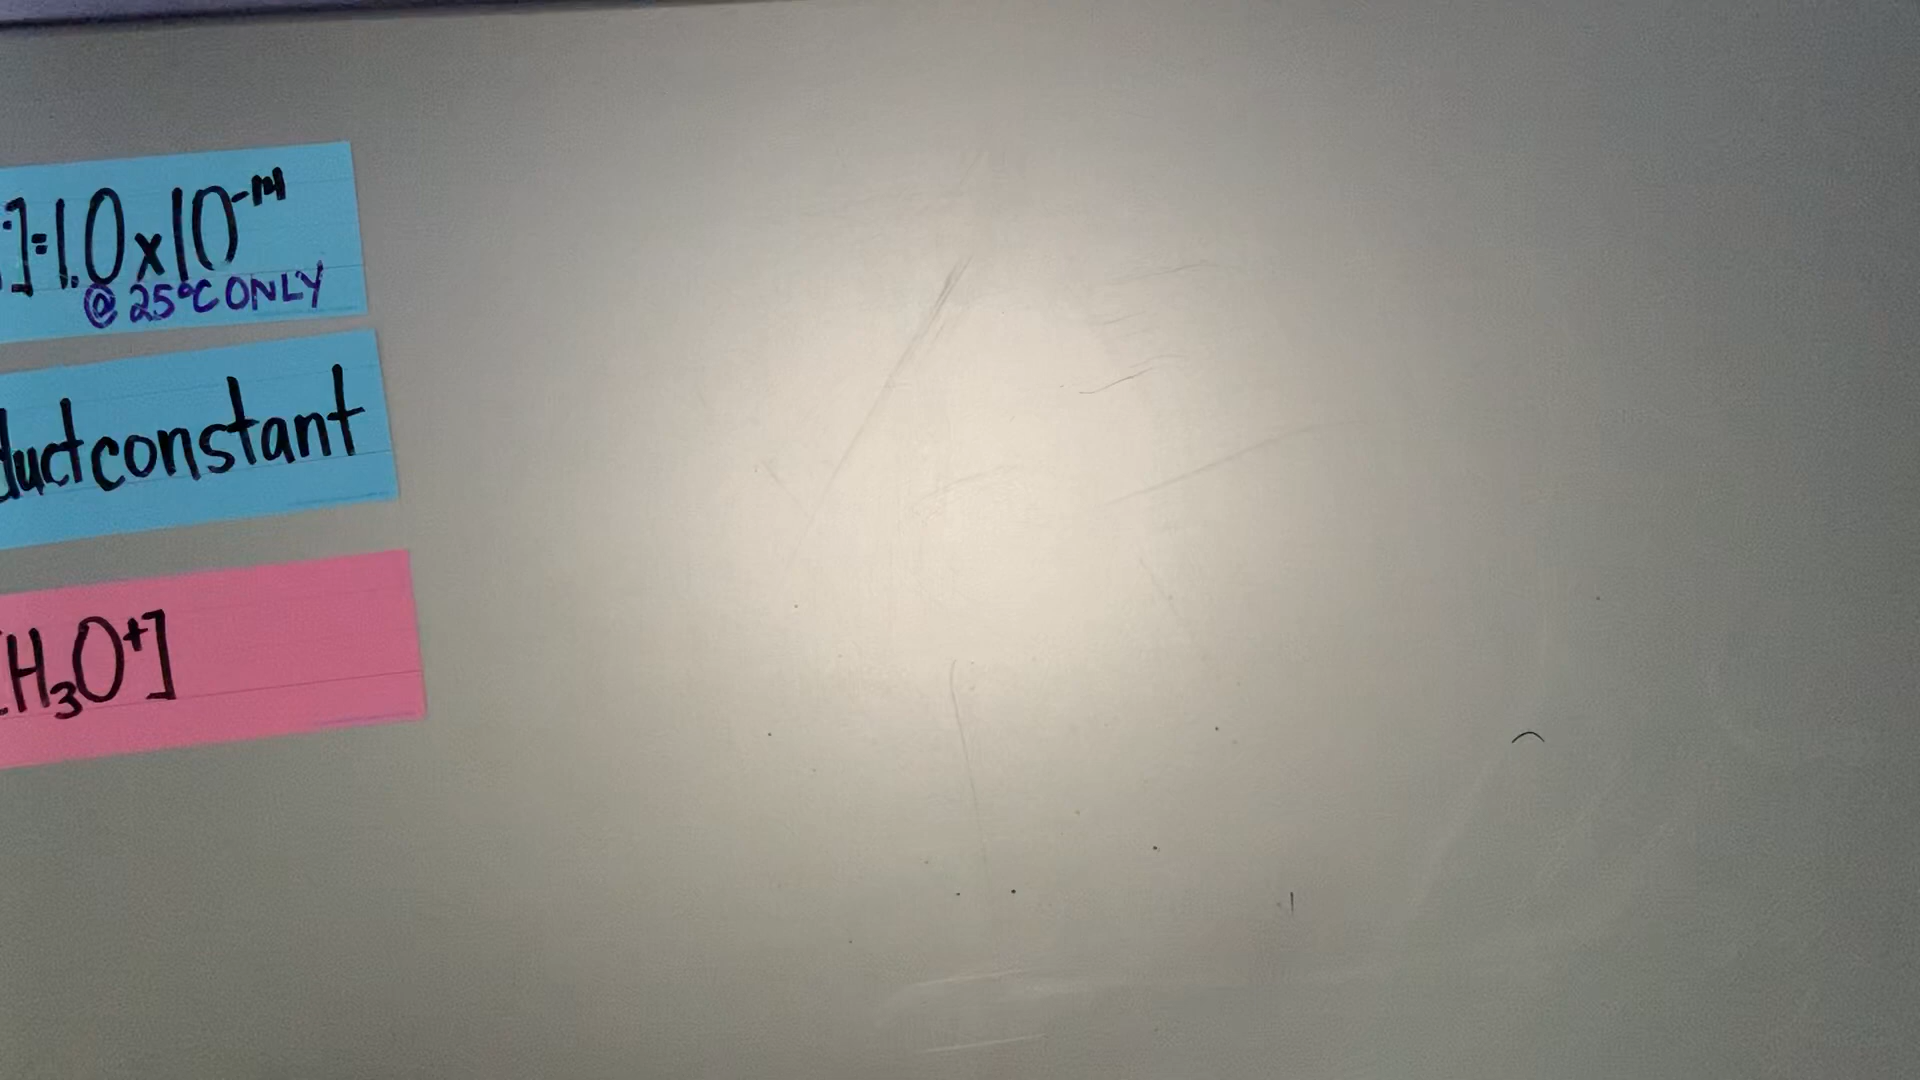 ]=1.0x10⁻¹⁴
@ 25°C ONLY
ductconstant
[H₃O⁺]